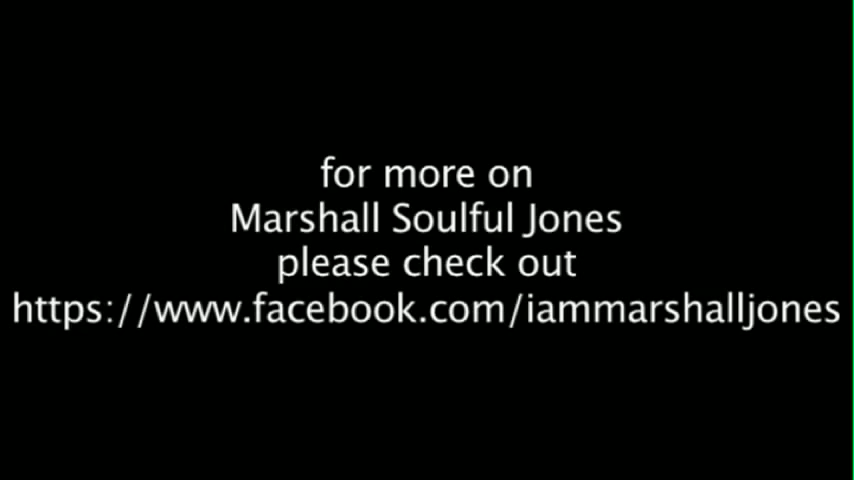 for more on
Marshall Soulful Jones
please check out
https://www.facebook.com/iammarshalljones